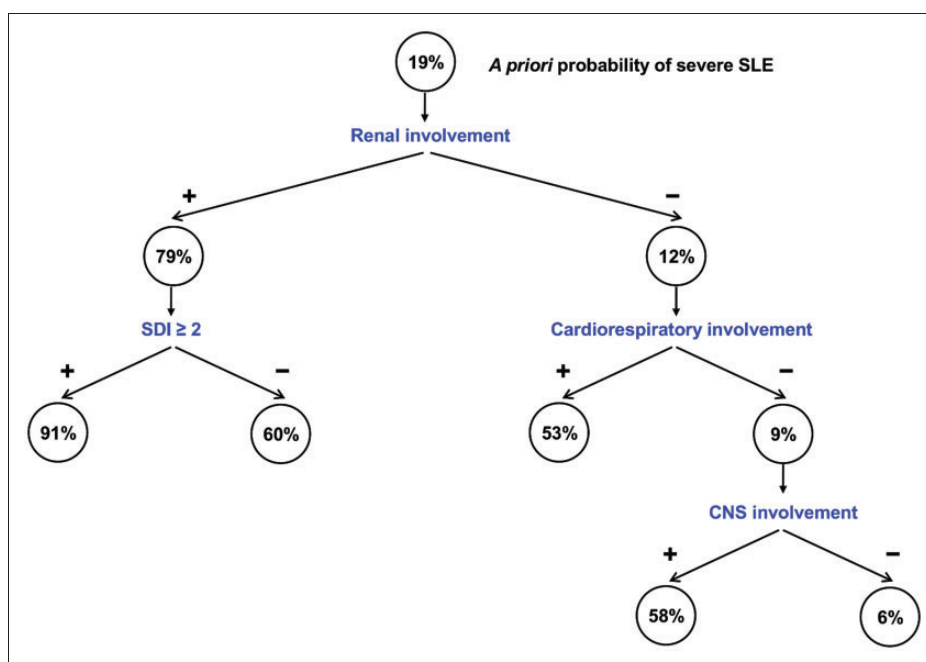 19% A priori probability of severe SLE
Renal involvement
+ −
79% 12%
SDI ≥ 2 Cardiorespiratory involvement
+ − + −
91% 60% 53% 9%
CNS involvement
+ −
58% 6%